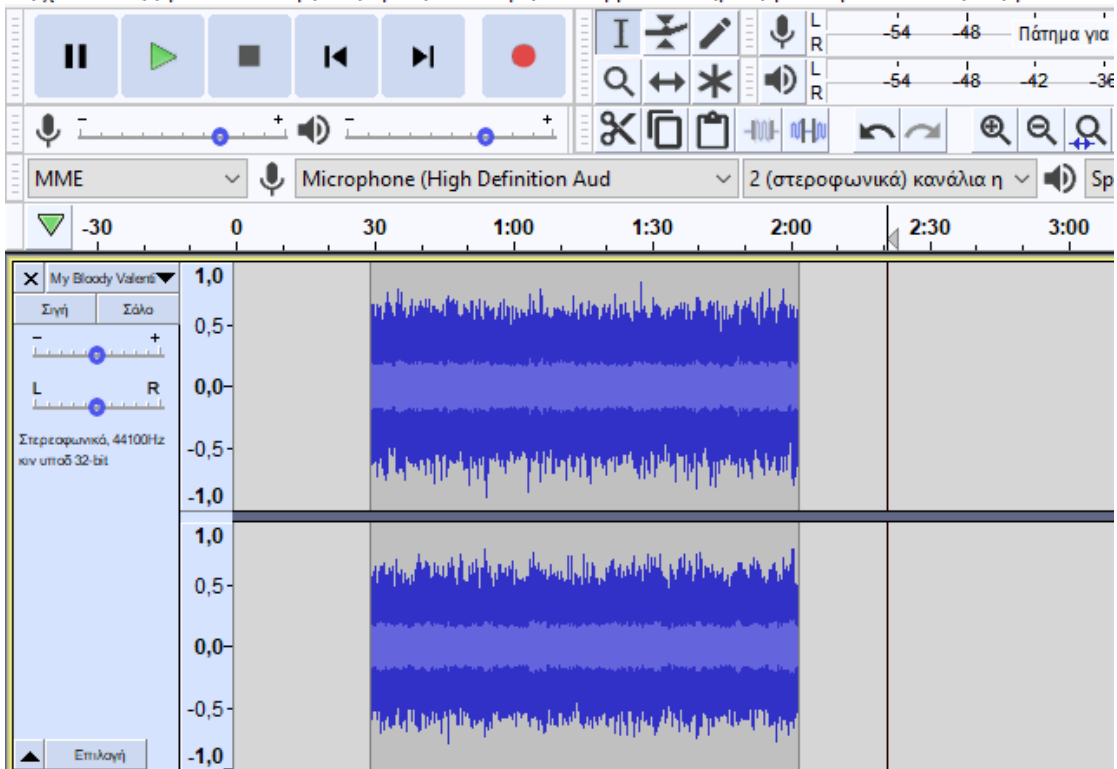 L
R
-54 -48 Πάτημα για
L
R
-54 -48 -42 -36
- + - +
MME
Microphone (High Definition Aud
2 (στεροφωνικά) κανάλια η
Sp
-30 0 30 1:00 1:30 2:00 2:30 3:00
X My Bloody Valenti
Σιγή Σόλο
- +
L R
Στερεοφωνικά, 44100Hz
κιν υποδ 32-bit
Επιλογή
1,0
0,5-
0,0-
-0,5-
-1,0
1,0
0,5-
0,0-
-0,5-
-1,0